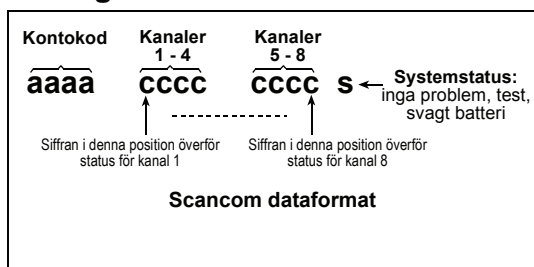 Kontokod Kanaler Kanaler
1 - 4 5 - 8
aaaa cccc cccc s Systemstatus:
inga problem, test,
svagt batteri
Siffran i denna position överför Siffran i denna position överför
status för kanal 1 status för kanal 8
Scancom dataformat